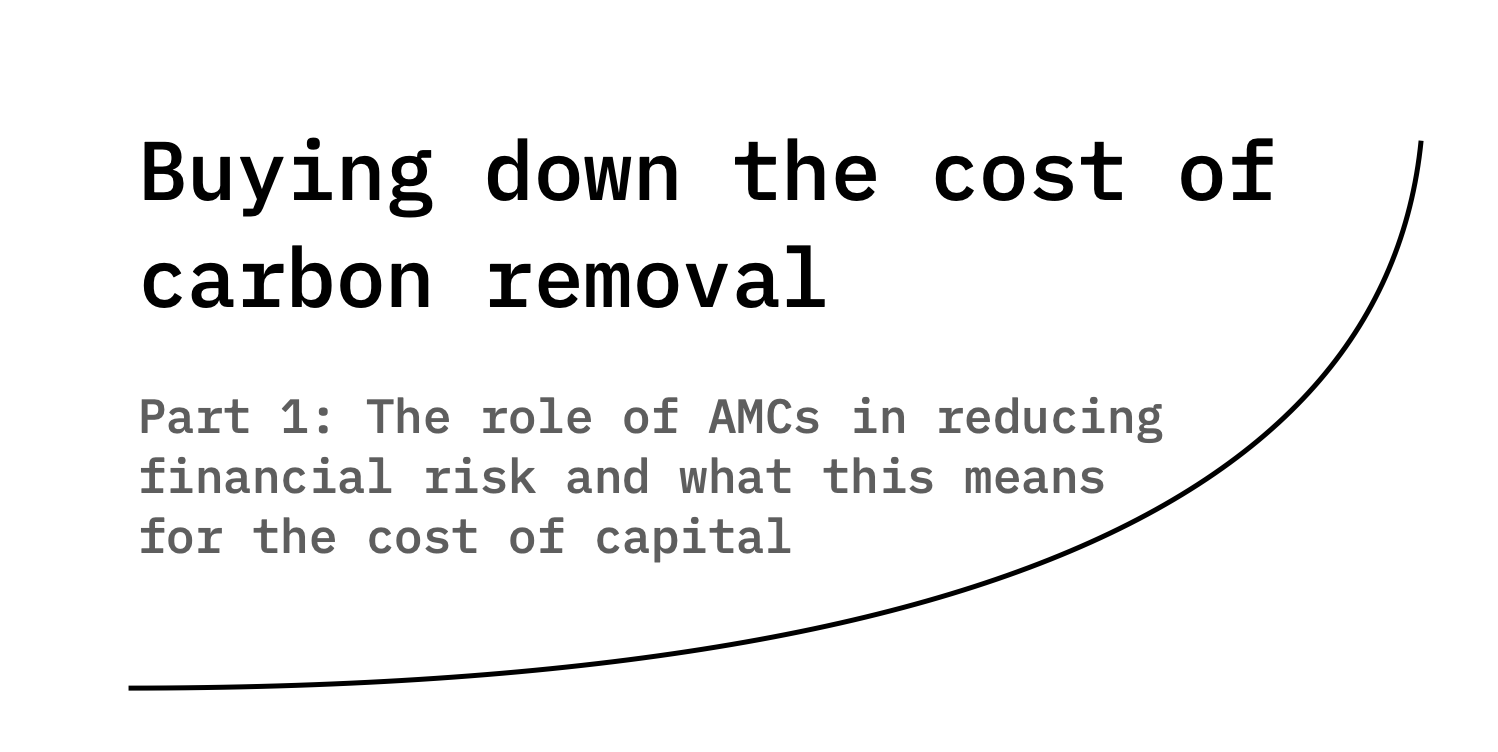 Buying down the cost of
carbon removal
Part 1: The role of AMCs in reducing
financial risk and what this means
for the cost of capital